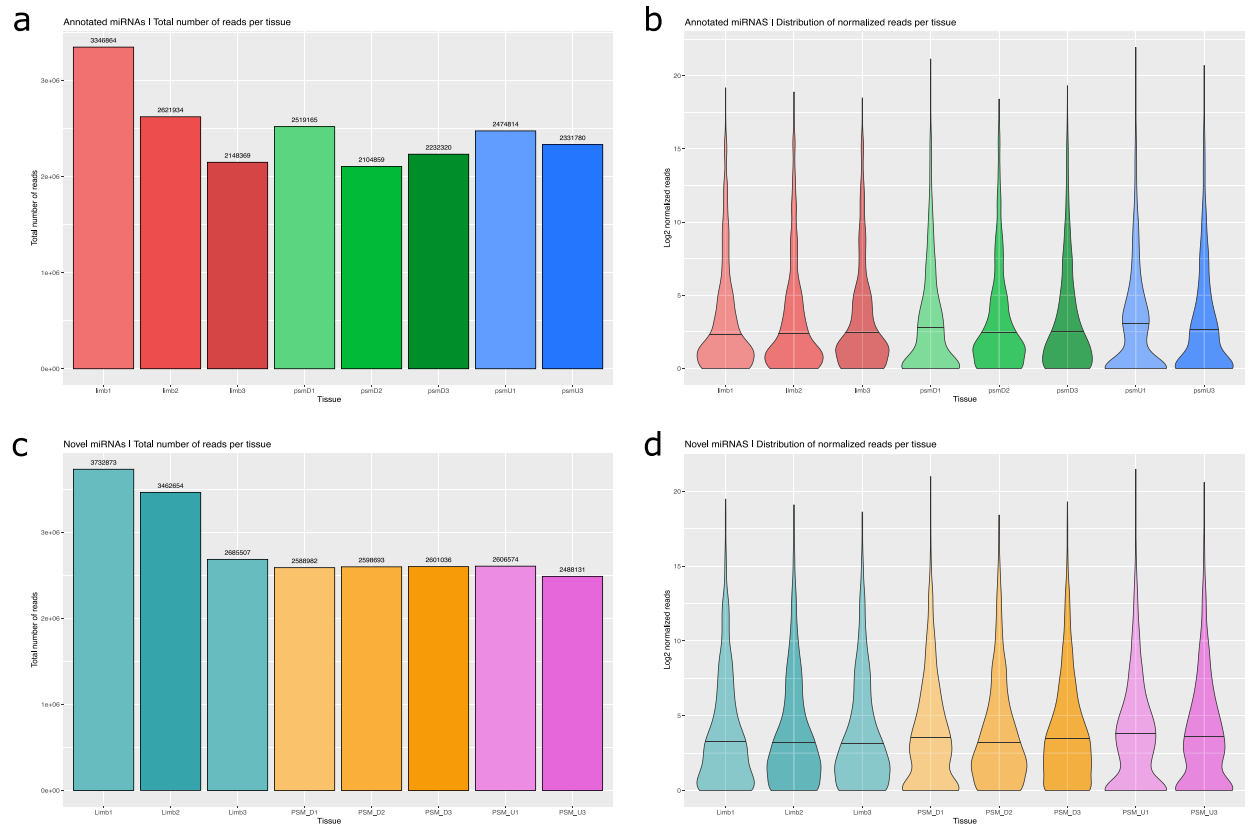 a
Annotated miRNAs | Total number of reads per tissue
3346864
2621934
2148369
2519165
2104859
2232320
2474814
2331780
3e+06
2e+06
1e+06
0e+00
Total number of reads
limb1 limb2 limb3 psmD1 psmD2 psmD3 psmU1 psmU3
Tissue
b
Annotated miRNAS | Distribution of normalized reads per tissue
20
15
10
5
0
Log2 normalized reads
limb1 limb2 limb3 psmD1 psmD2 psmD3 psmU1 psmU3
Tissue
c
Novel miRNAs | Total number of reads per tissue
3732873
3462654
2685507
2588982
2598693
2601036
2606574
2488131
3e+06
2e+06
1e+06
0e+00
Total number of reads
Limb1 Limb2 Limb3 PSM_D1 PSM_D2 PSM_D3 PSM_U1 PSM_U3
Tissue
d
Novel miRNAS | Distribution of normalized reads per tissue
20
15
10
5
0
Log2 normalized reads
Limb1 Limb2 Limb3 PSM_D1 PSM_D2 PSM_D3 PSM_U1 PSM_U3
Tissue